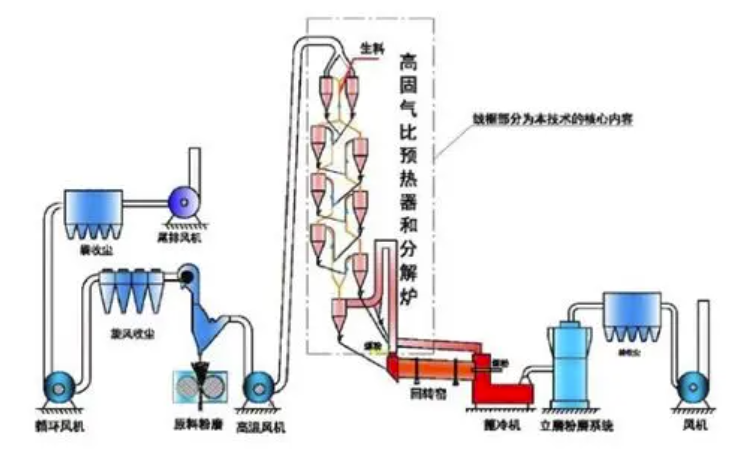 生料
高固气比预热器和分解炉
线框部分为本技术的核心内容
尾排风机
袋收尘
旋风收尘
煤粉
煤粉
回转窑
袋收尘
循环风机
原料粉磨
高温风机
篦冷机
立磨粉磨系统
风机